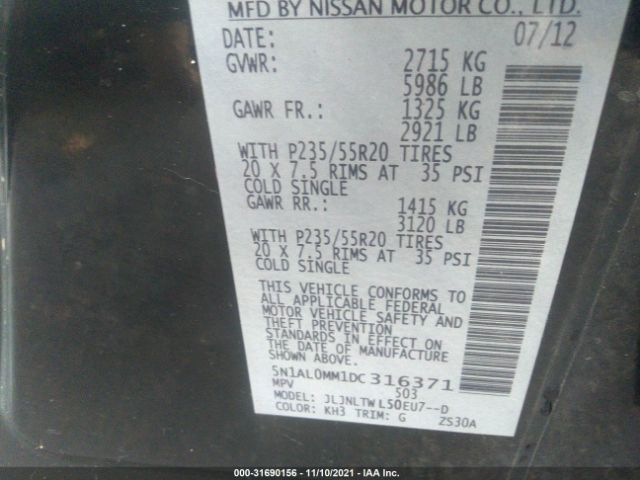 MFD BY NISSAN MOTOR CO., LTD.
DATE: 07/12
GVWR: 2715 KG
5986 LB
GAWR FR.: 1325 KG
2921 LB
WITH P235/55R20 TIRES
20 X 7.5 RIMS AT 35 PSI
COLD SINGLE
GAWR RR.: 1415 KG
3120 LB
WITH P235/55R20 TIRES
20 X 7.5 RIMS AT 35 PSI
COLD SINGLE
THIS VEHICLE CONFORMS TO
ALL APPLICABLE FEDERAL
MOTOR VEHICLE SAFETY AND
THEFT PREVENTION
STANDARDS IN EFFECT ON
THE DATE OF MANUFACTURE
SHOWN ABOVE.
5N1AL0MM1DC316371
MPV 503
MODEL: JLJNLTWL50EU7--D
COLOR: KH3 TRIM: G ZS30A
000-31690156 - 11/10/2021 - IAA Inc.